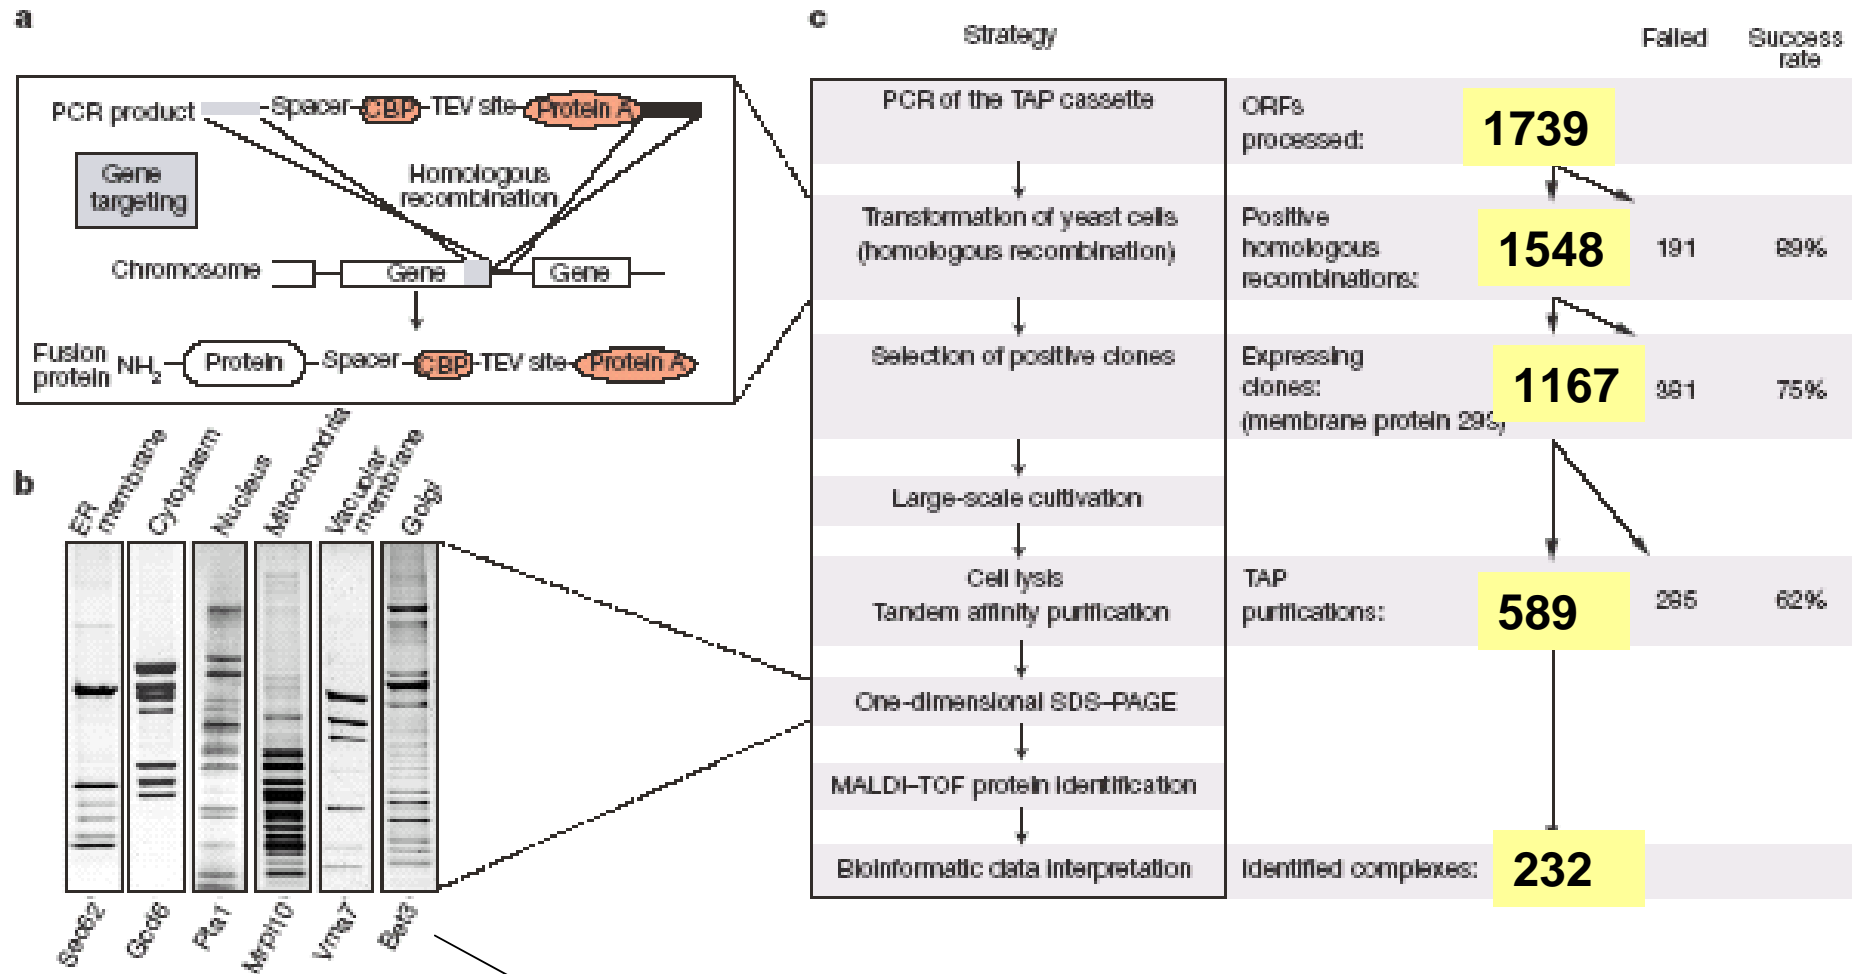 a
PCR product Spacer CBP TEV site Protein A
Gene
targeting
Homologous
recombination
Chromosome Gene Gene
Fusion
protein NH2 Protein Spacer CBP TEV site Protein A
b
ER
membrane
Cytoplasm
Nucleus
Mitochondria
Vacuolar
membrane
Golgi
Sec62
Gcd6
Pta1
Mrpl10
Vma7
Bet3
c
Strategy
Failed
Success
rate
PCR of the TAP cassette
ORFs
processed:
1739
Transformation of yeast cells
(homologous recombination)
Positive
homologous
recombinations:
1548
191
89%
Selection of positive clones
Expressing
clones:
(membrane protein 293)
1167
381
75%
Large-scale cultivation
Cell lysis
Tandem affinity purification
TAP
purifications:
589
62%
One-dimensional SDS–PAGE
MALDI–TOF protein identification
Bioinformatic data interpretation
Identified complexes:
232